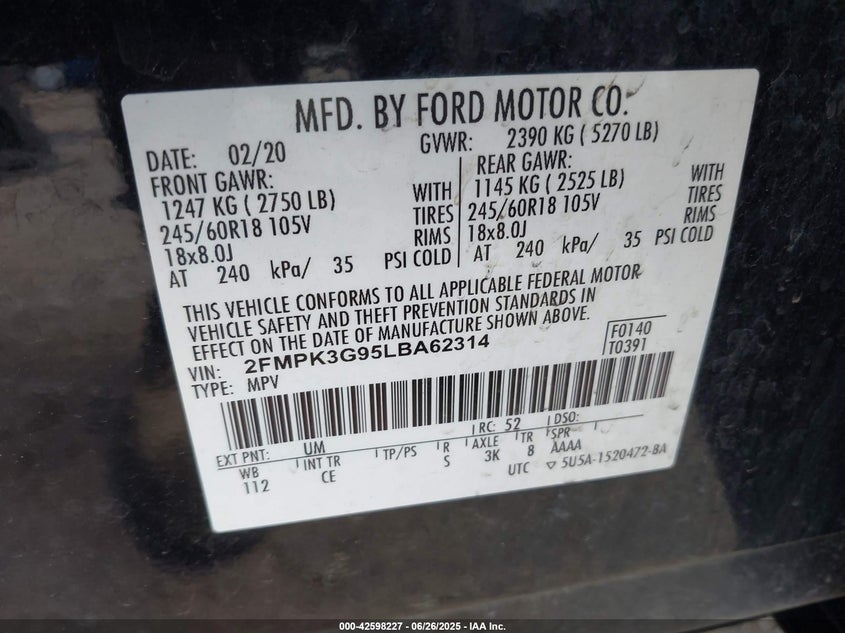 MFD. BY FORD MOTOR CO.
DATE: 02/20 GVWR: 2390 KG ( 5270 LB)
FRONT GAWR: REAR GAWR:
1247 KG ( 2750 LB) WITH 1145 KG ( 2525 LB) WITH
245/60R18 105V TIRES 245/60R18 105V TIRES
18x8.0J RIMS 18x8.0J RIMS
AT 240 kPa/ 35 PSI COLD AT 240 kPa/ 35 PSI COLD
THIS VEHICLE CONFORMS TO ALL APPLICABLE FEDERAL MOTOR
VEHICLE SAFETY AND THEFT PREVENTION STANDARDS IN
EFFECT ON THE DATE OF MANUFACTURE SHOWN ABOVE.
VIN: 2FMPK3G95LBA62314 F0140
TYPE: MPV T0391
EXT PNT: UM RC: 52 DSO:
WB INT TR TP/PS R AXLE TR SPR
112 CE S 3K 8 AAAA
UTC ▽ 5U5A-1520472-BA
000-42598227 - 06/26/2025 - IAA Inc.